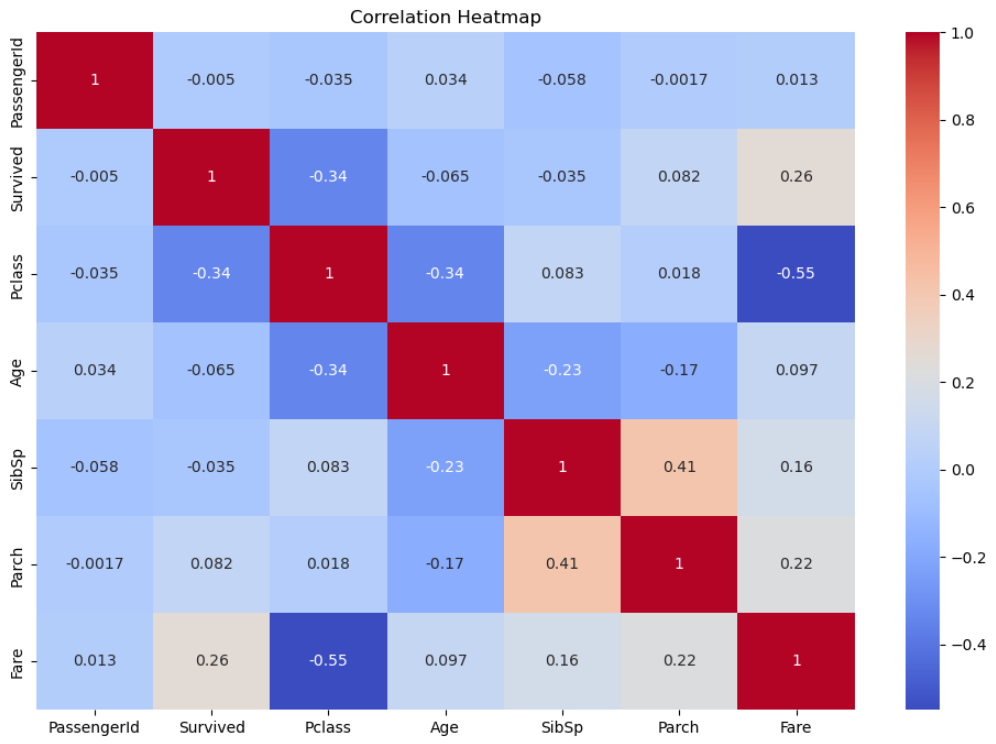 Correlation Heatmap
PassengerId 1 -0.005 -0.035 0.034 -0.058 -0.0017 0.013
Survived -0.005 1 -0.34 -0.065 -0.035 0.082 0.26
Pclass -0.035 -0.34 1 -0.34 0.083 0.018 -0.55
Age 0.034 -0.065 -0.34 1 -0.23 -0.17 0.097
SibSp -0.058 -0.035 0.083 -0.23 1 0.41 0.16
Parch -0.0017 0.082 0.018 -0.17 0.41 1 0.22
Fare 0.013 0.26 -0.55 0.097 0.16 0.22 1
PassengerId Survived Pclass Age SibSp Parch Fare
1.0
0.8
0.6
0.4
0.2
0.0
−0.2
−0.4